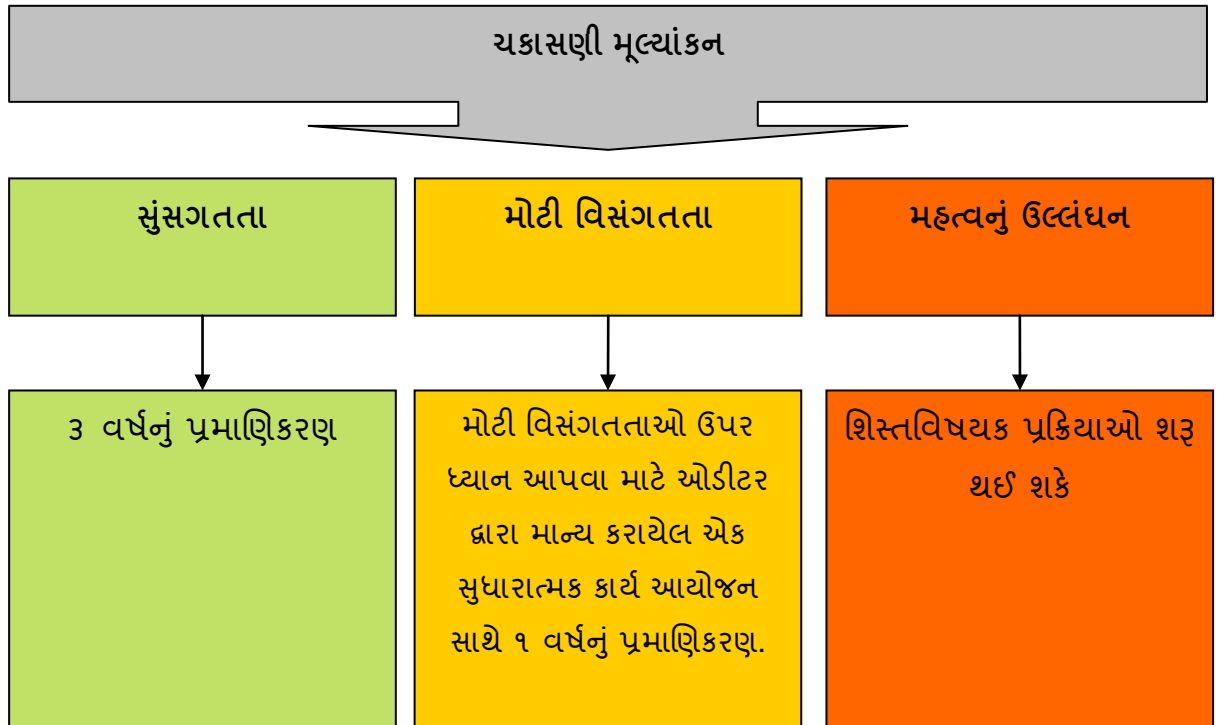 ચકાસણી મૂલ્યાંકન
સુંસગતતા
મોટી વિસંગતતા
મહત્વનું ઉલ્લંઘન
૩ વર્ષનું પ્રમાણિકરણ
મોટી વિસંગતતાઓ ઉપર
ધ્યાન આપવા માટે ઓડીટર
દ્વારા માન્ય કરાયેલ એક
સુધારાત્મક કાર્ય આયોજન
સાથે ૧ વર્ષનું પ્રમાણિકરણ.
શિસ્તવિષયક પ્રક્રિયાઓ શરૂ
થઈ શકે